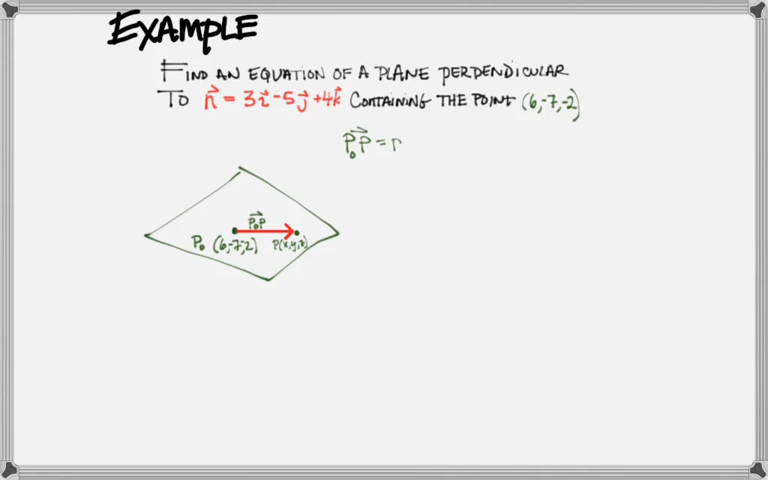 EXAMPLE
FIND AN EQUATION OF A PLANE PERPENDICULAR
TO n⃗ = 3i⃗ -5j⃗ +4k⃗ CONTAINING THE POINT (6,-7,-2)
P₀P⃗ =
P₀P⃗
P₀ (6,-7,-2) P(x,y,z)